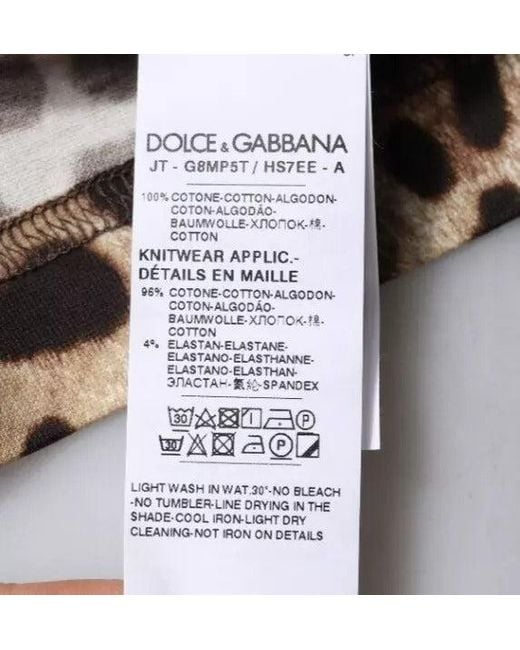 DOLCE & GABBANA
JT - G8MP5T / HS7EE - A
100% COTONE-COTTON-ALGODON-
COTON-ALGODÃO-
BAUMWOLLE-ХЛОПОК-棉-
COTTON
KNITWEAR APPLIC.-
DÉTAILS EN MAILLE
96% COTONE-COTTON-ALGODON-
COTON-ALGODÃO-
BAUMWOLLE-ХЛОПОК-棉-
COTTON
4% ELASTAN-ELASTANE-
ELASTANO-ELASTHANNE-
ELASTANO-ELASTHAN-
ЭЛАСТАН-氨纶-SPANDEX
30 P
30 P
LIGHT WASH IN WAT.30°-NO BLEACH
-NO TUMBLER-LINE DRYING IN THE
SHADE-COOL IRON-LIGHT DRY
CLEANING-NOT IRON ON DETAILS